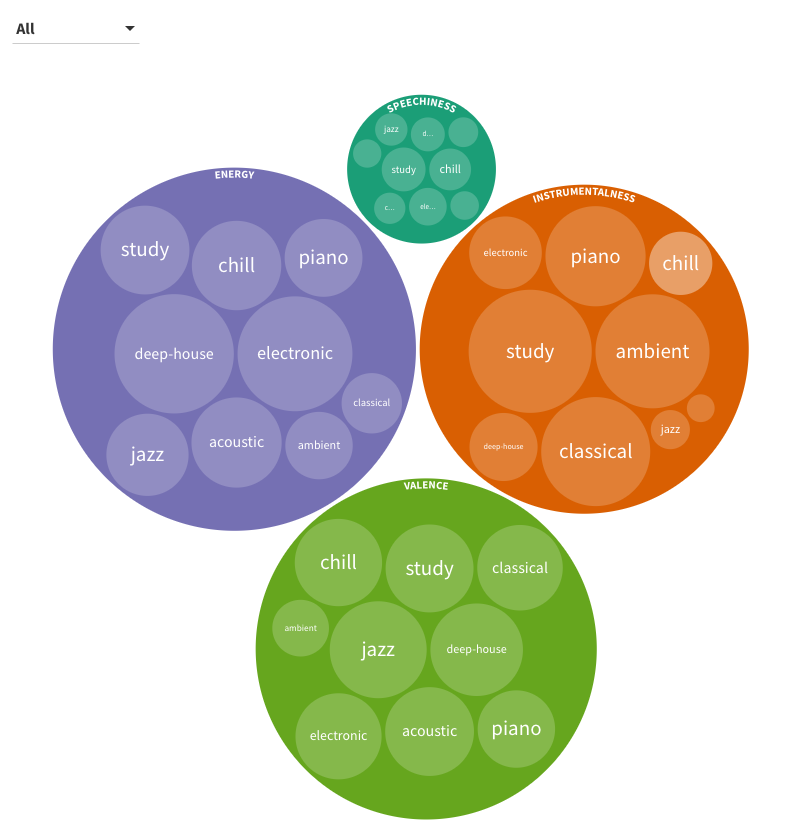 All
SPEECHINESS
jazz
d...
study
chill
c...
ele...
ENERGY
study
chill
piano
deep-house
electronic
classical
jazz
acoustic
ambient
INSTRUMENTALNESS
electronic
piano
chill
study
ambient
deep-house
classical
jazz
VALENCE
chill
study
classical
ambient
jazz
deep-house
electronic
acoustic
piano